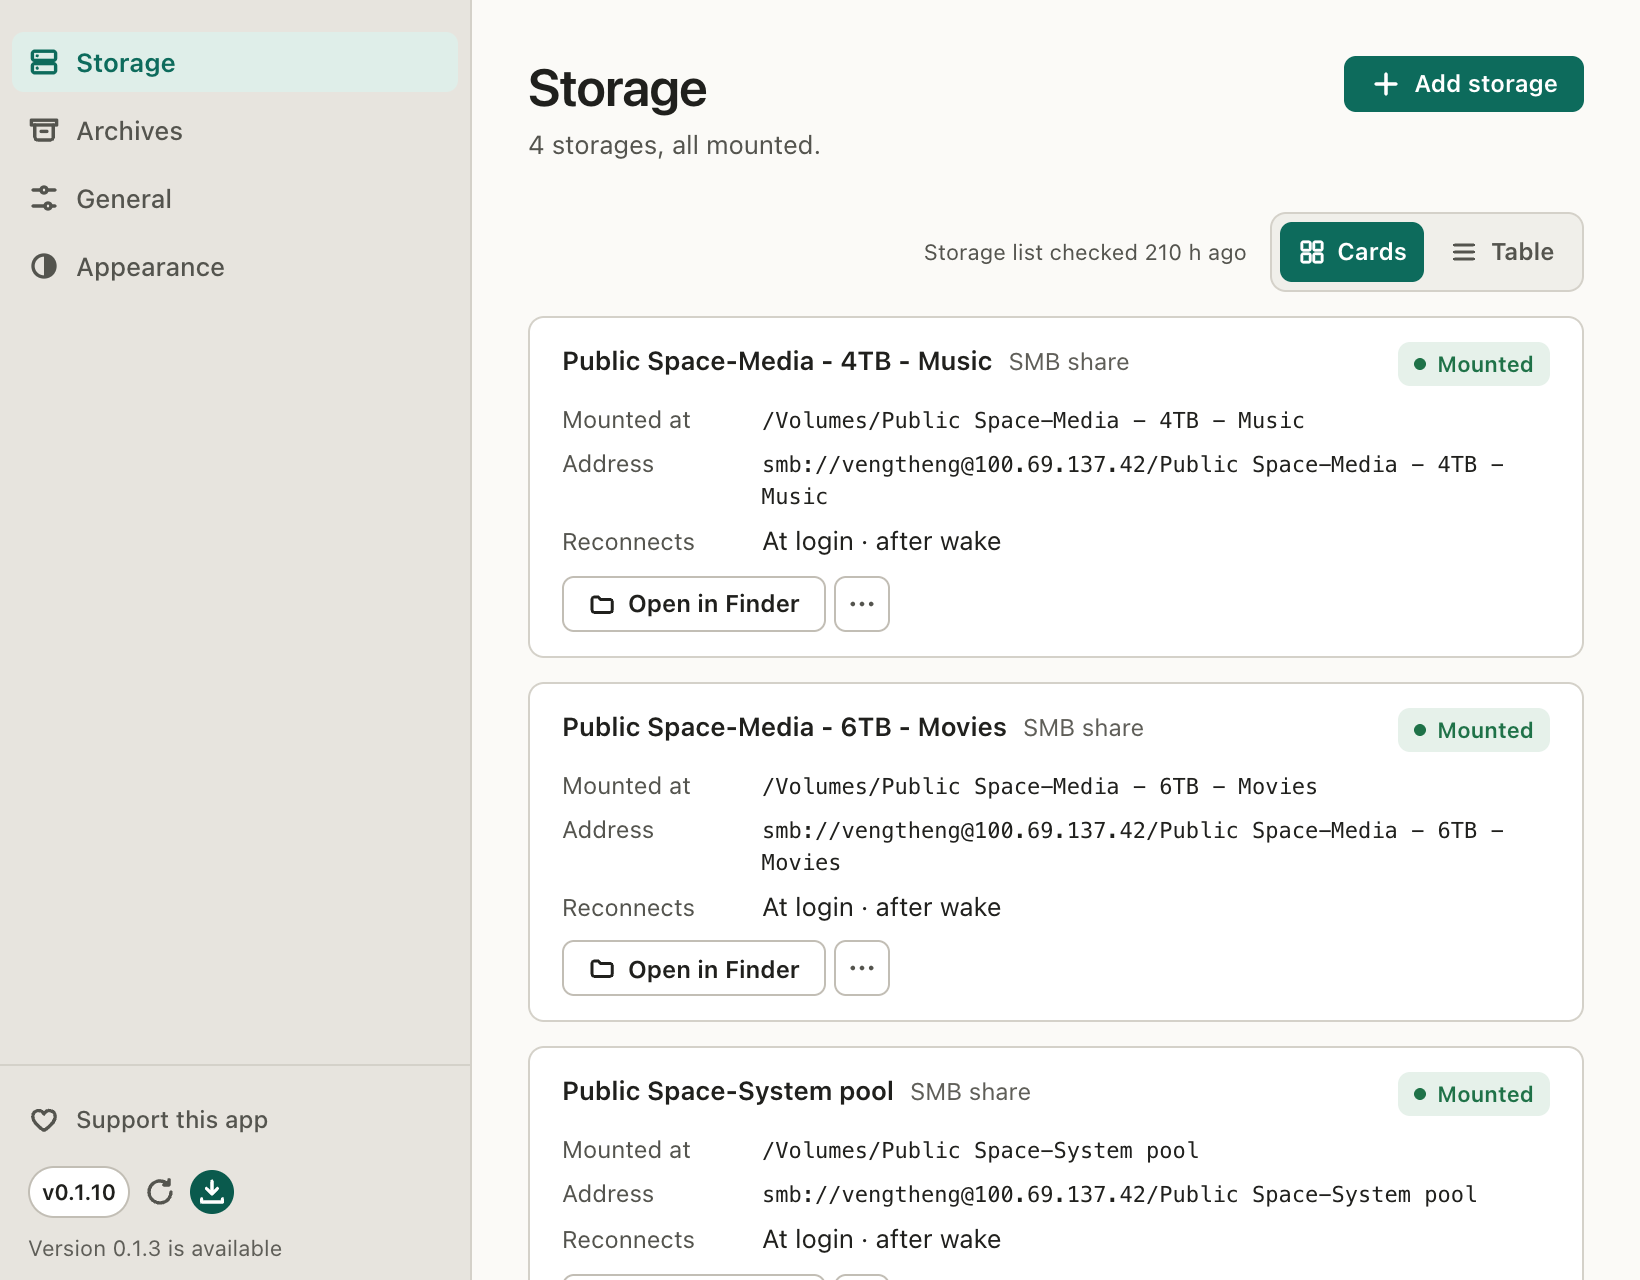 Storage
Archives
General
Appearance
Support this app
v0.1.10
Version 0.1.3 is available
Storage
4 storages, all mounted.
Add storage
Storage list checked 210 h ago
Cards
Table
Public Space-Media - 4TB - Music SMB share
Mounted
Mounted at /Volumes/Public Space-Media - 4TB - Music
Address smb://vengtheng@100.69.137.42/Public Space-Media - 4TB -
Music
Reconnects At login · after wake
Open in Finder
Public Space-Media - 6TB - Movies SMB share
Mounted
Mounted at /Volumes/Public Space-Media - 6TB - Movies
Address smb://vengtheng@100.69.137.42/Public Space-Media - 6TB -
Movies
Reconnects At login · after wake
Open in Finder
Public Space-System pool SMB share
Mounted
Mounted at /Volumes/Public Space-System pool
Address smb://vengtheng@100.69.137.42/Public Space-System pool
Reconnects At login · after wake